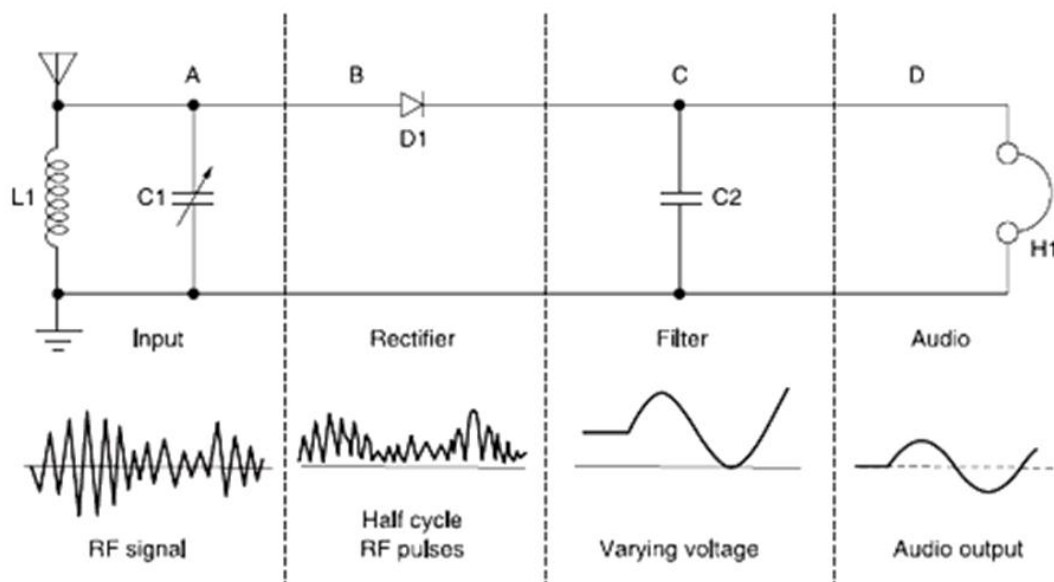 A
B
C
D
D1
L1
C1
C2
H1
Input
Rectifier
Filter
Audio
RF signal
Half cycle
RF pulses
Varying voltage
Audio output